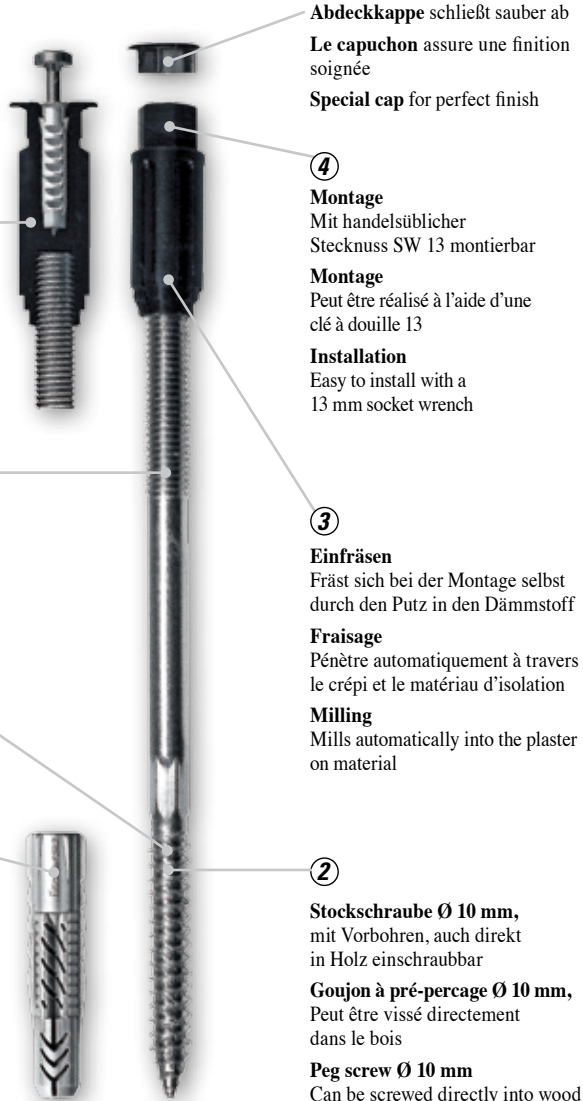 Abdeckkappe schließt sauber ab
Le capuchon assure une finition
soignée
Special cap for perfect finish
4
Montage
Mit handelsüblicher
Stecknuss SW 13 montierbar
Montage
Peut être réalisé à l’aide d’une
clé à douille 13
Installation
Easy to install with a
13 mm socket wrench
3
Einfräsen
Fräst sich bei der Montage selbst
durch den Putz in den Dämmstoff
Fraisage
Pénètre automatiquement à travers
le crépi et le matériau d’isolation
Milling
Mills automatically into the plaster
on material
2
Stockschraube Ø 10 mm,
mit Vorbohren, auch direkt
in Holz einschraubbar
Goujon à pré-percage Ø 10 mm,
Peut être vissé directement
dans le bois
Peg screw Ø 10 mm
Can be screwed directly into wood